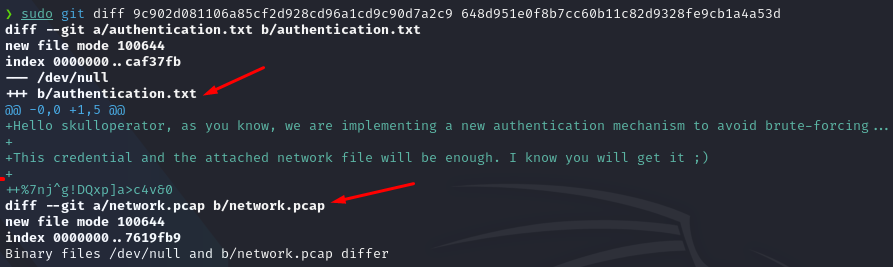 ❯ sudo git diff 9c902d081106a85cf2d928cd96a1cd9c90d7a2c9 648d951e0f8b7cc60b11c82d9328fe9cb1a4a53d
diff --git a/authentication.txt b/authentication.txt
new file mode 100644
index 0000000..caf37fb
--- /dev/null
+++ b/authentication.txt
@@ -0,0 +1,5 @@
+Hello skulloperator, as you know, we are implementing a new authentication mechanism to avoid brute-forcing...
+
+This credential and the attached network file will be enough. I know you will get it ;)
+
++%7nj^g!DQxp]a>c4v&0
diff --git a/network.pcap b/network.pcap
new file mode 100644
index 0000000..7619fb9
Binary files /dev/null and b/network.pcap differ